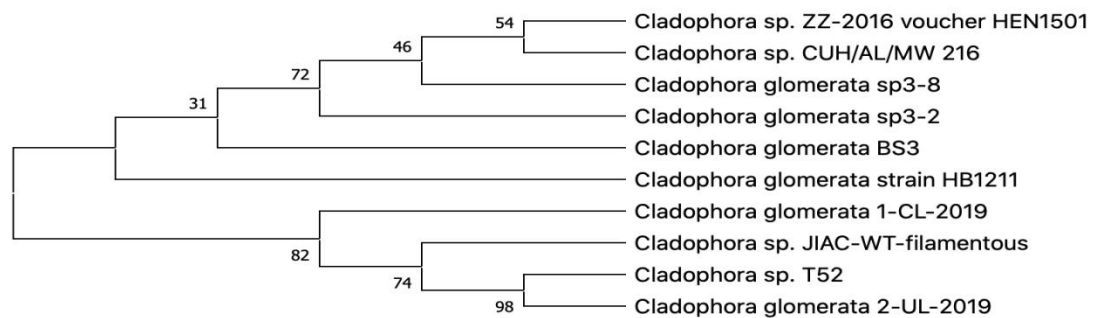 54
Cladophora sp. ZZ-2016 voucher HEN1501
46
Cladophora sp. CUH/AL/MW 216
72
Cladophora glomerata sp3-8
31
Cladophora glomerata sp3-2
Cladophora glomerata BS3
Cladophora glomerata strain HB1211
Cladophora glomerata 1-CL-2019
82
Cladophora sp. JIAC-WT-filamentous
74
Cladophora sp. T52
98
Cladophora glomerata 2-UL-2019